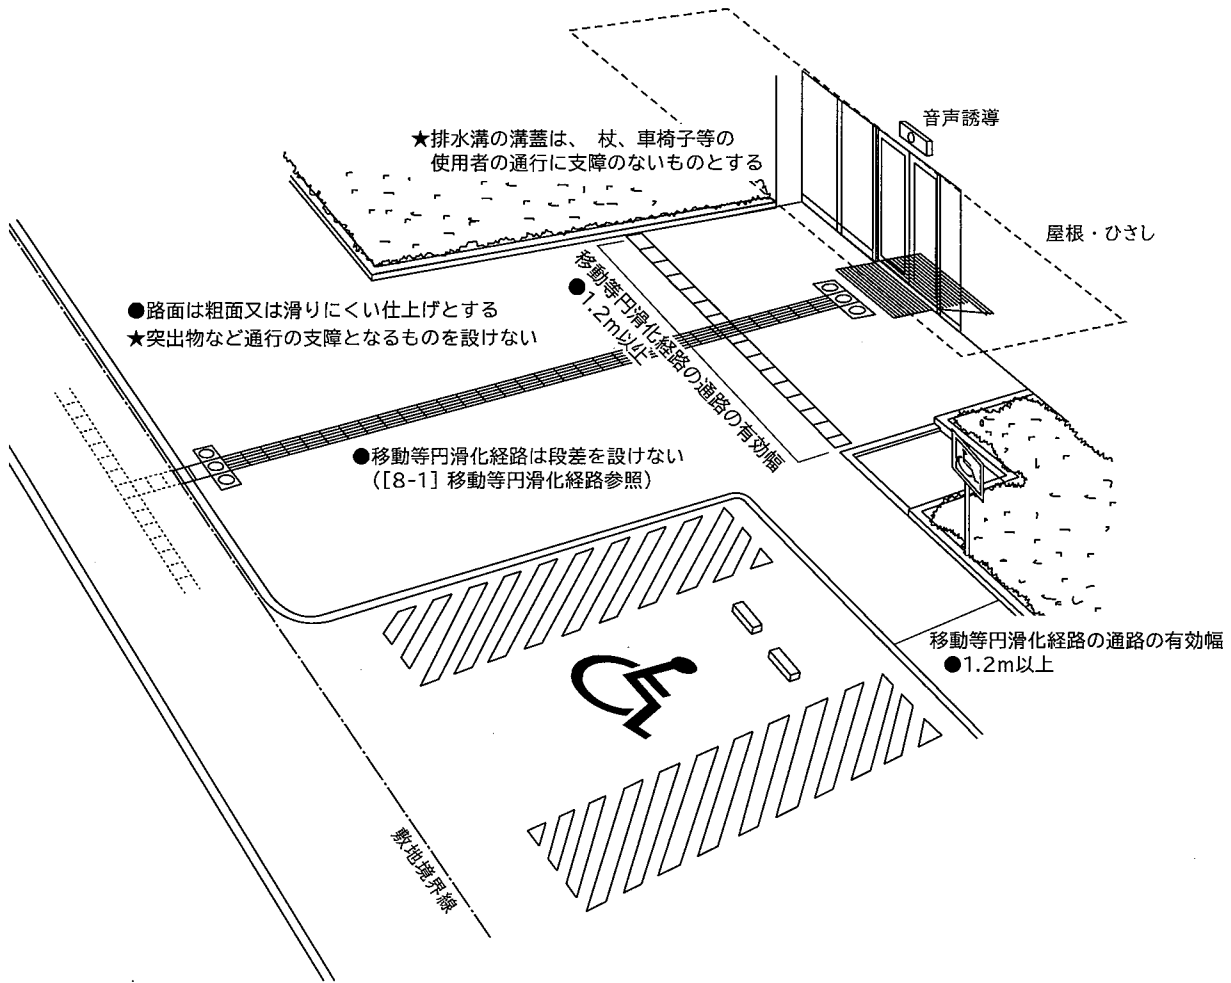 音声誘導
★排水溝の溝蓋は、 杖、車椅子等の
使用者の通行に支障のないものとする
屋根・ひさし
●路面は粗面又は滑りにくい仕上げとする
★突出物など通行の支障となるものを設けない
移動等円滑化経路の通路の有効幅
●1.2m以上
●移動等円滑化経路は段差を設けない
（[8-1] 移動等円滑化経路参照）
移動等円滑化経路の通路の有効幅
●1.2m以上
敷地境界線